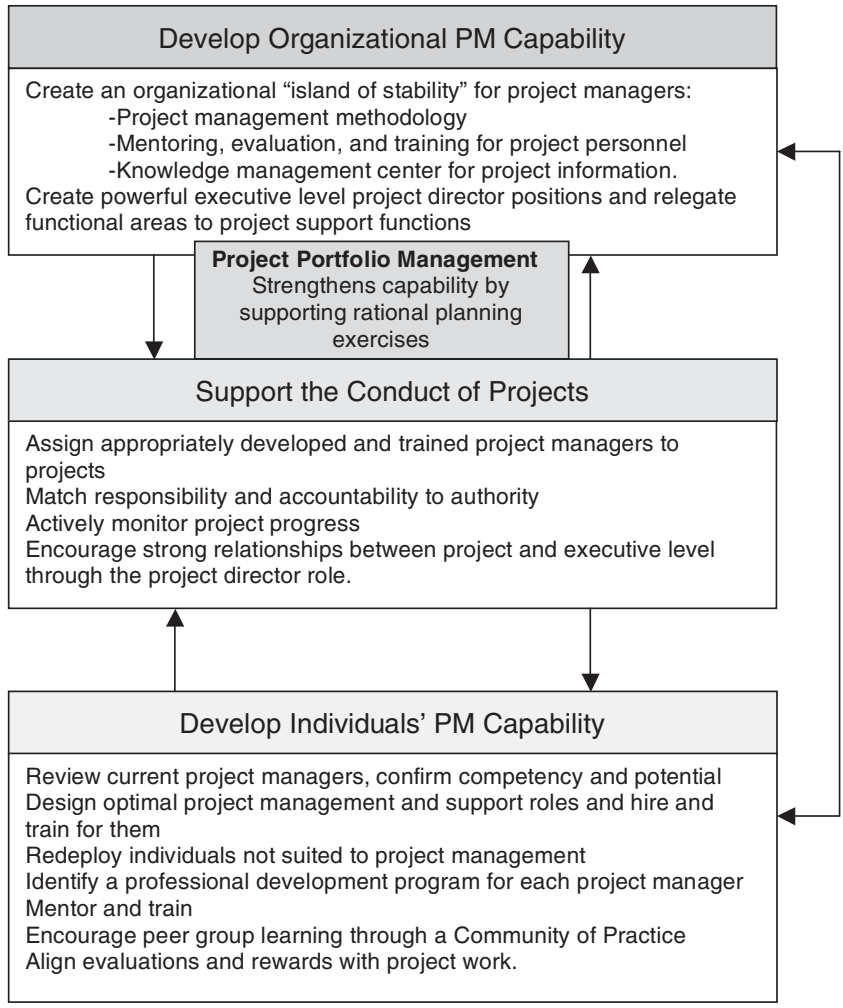 Develop Organizational PM Capability
Create an organizational “island of stability” for project managers:
-Project management methodology
-Mentoring, evaluation, and training for project personnel
-Knowledge management center for project information.
Create powerful executive level project director positions and relegate
functional areas to project support functions
Project Portfolio Management
Strengthens capability by
supporting rational planning
exercises
Support the Conduct of Projects
Assign appropriately developed and trained project managers to
projects
Match responsibility and accountability to authority
Actively monitor project progress
Encourage strong relationships between project and executive level
through the project director role.
Develop Individuals’ PM Capability
Review current project managers, confirm competency and potential
Design optimal project management and support roles and hire and
train for them
Redeploy individuals not suited to project management
Identify a professional development program for each project manager
Mentor and train
Encourage peer group learning through a Community of Practice
Align evaluations and rewards with project work.